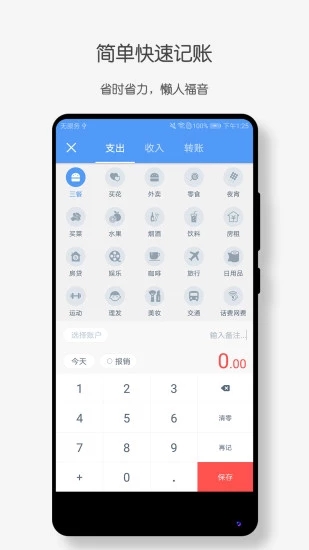 简单快速记账
省时省力，懒人福音
无服务 100% 下午1:25
× 支出 收入 转账
三餐 买花 外卖 零食 夜宵
买菜 水果 烟酒 饮料 房租
房贷 娱乐 咖啡 旅行 日用品
运动 理发 美妆 交通 话费网费
选择账户 输入备注...
今天 报销 0.00
1 2 3
4 5 6 清零
7 8 9 再记
+ 0 . 保存